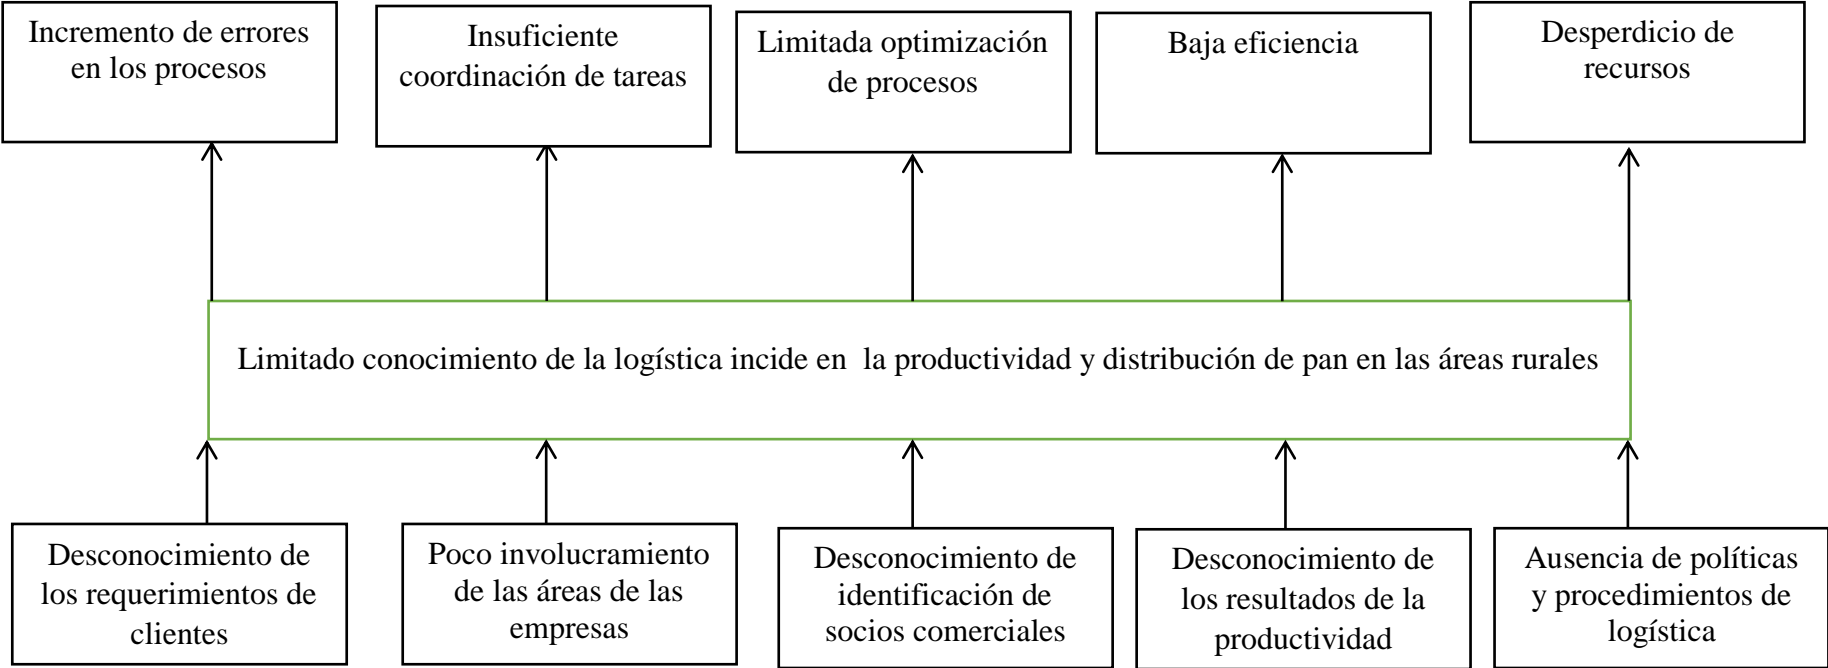 Incremento de errores
en los procesos
Insuficiente
coordinación de tareas
Limitada optimización
de procesos
Baja eficiencia
Desperdicio de
recursos
Limitado conocimiento de la logística incide en  la productividad y distribución de pan en las áreas rurales
Desconocimiento de
los requerimientos de
clientes
Poco involucramiento
de las áreas de las
empresas
Desconocimiento de
identificación de
socios comerciales
Desconocimiento de
los resultados de la
productividad
Ausencia de políticas
y procedimientos de
logística